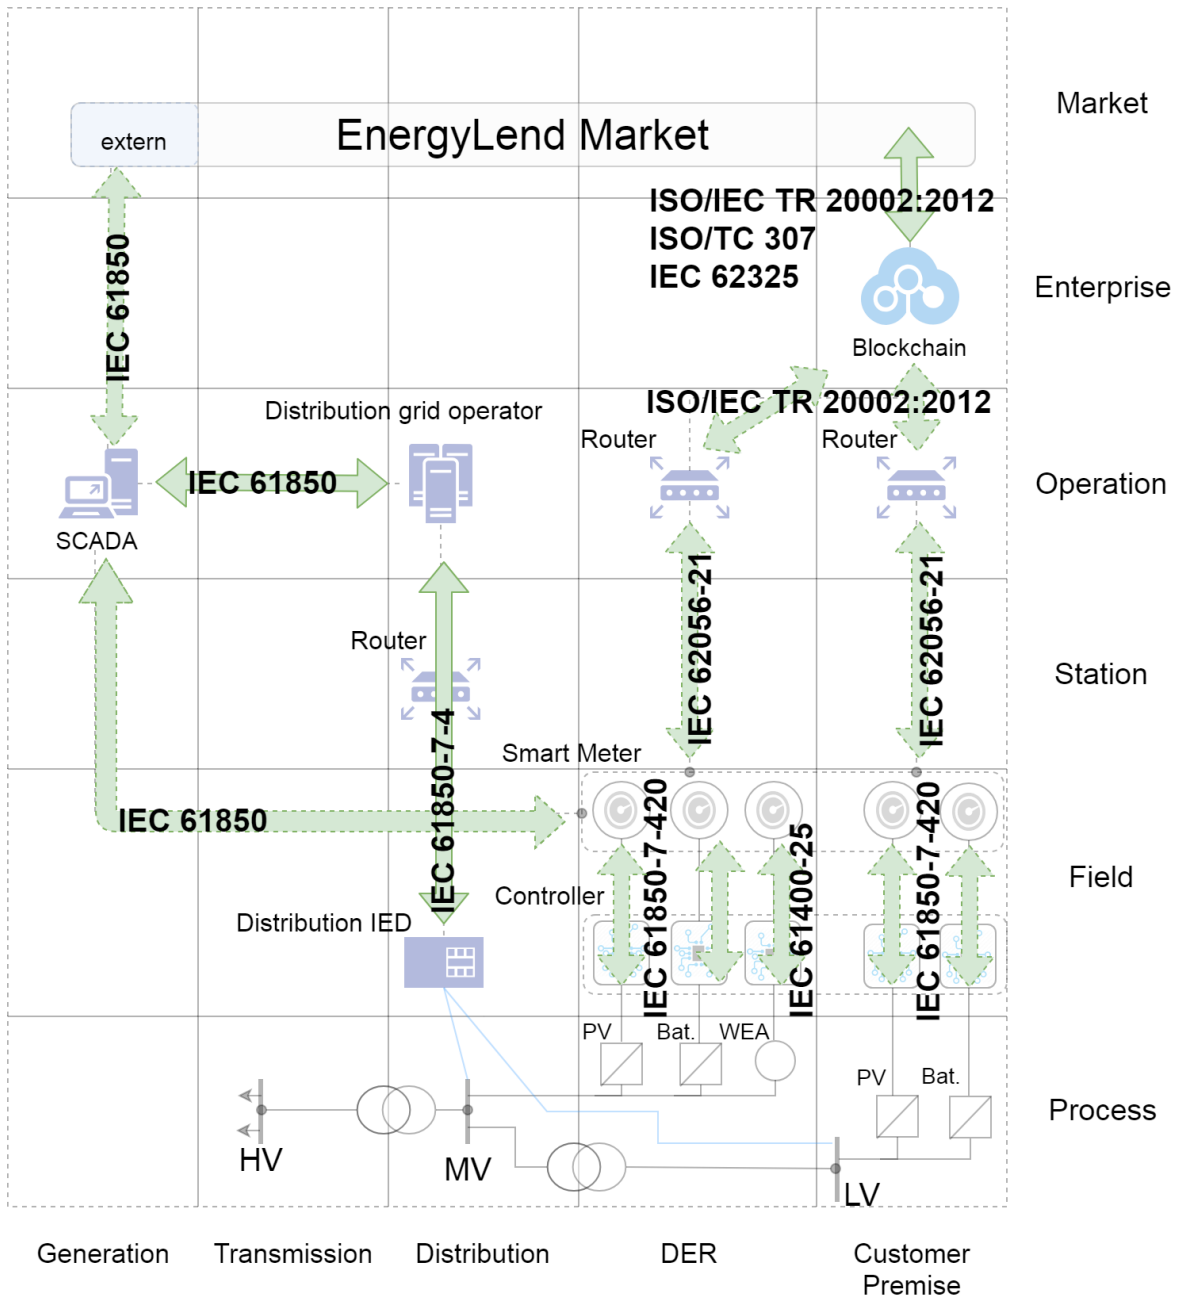 Market
extern
EnergyLend Market
ISO/IEC TR 20002:2012
ISO/TC 307
IEC 62325
IEC 61850
Enterprise
Blockchain
ISO/IEC TR 20002:2012
Distribution grid operator
Router
Router
IEC 61850
Operation
SCADA
IEC 62056-21
IEC 62056-21
Router
Station
IEC 61850-7-4
Smart Meter
IEC 61850
IEC 61850-7-420
IEC 61400-25
IEC 61850-7-420
Field
Controller
Distribution IED
PV
Bat.
WEA
PV
Bat.
Process
HV
MV
LV
Generation
Transmission
Distribution
DER
Customer
Premise